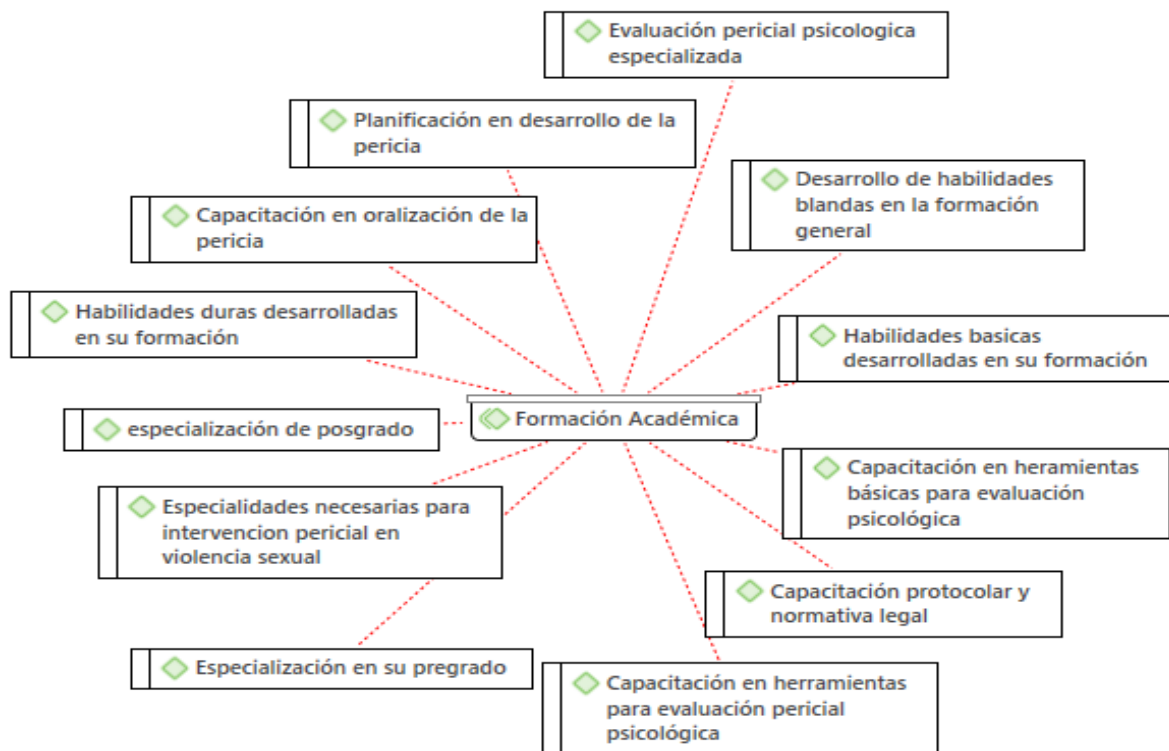 Evaluación pericial psicologica
especializada
Planificación en desarrollo de la
pericia
Desarrollo de habilidades
blandas en la formación
general
Capacitación en oralización de la
pericia
Habilidades duras desarrolladas
en su formación
Habilidades basicas
desarrolladas en su formación
Formación Académica
especialización de posgrado
Capacitación en heramientas
básicas para evaluación
psicológica
Especialidades necesarias para
intervencion pericial en
violencia sexual
Capacitación protocolar y
normativa legal
Especialización en su pregrado
Capacitación en herramientas
para evaluación pericial
psicológica